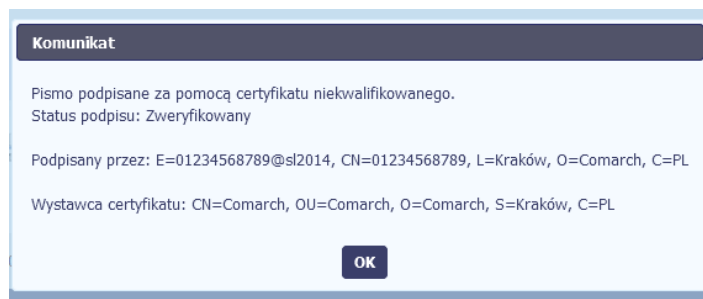 Komunikat
Pismo podpisane za pomocą certyfikatu niekwalifikowanego.
Status podpisu: Zweryfikowany
Podpisany przez: E=01234568789@sl2014, CN=01234568789, L=Kraków, O=Comarch, C=PL
Wystawca certyfikatu: CN=Comarch, OU=Comarch, O=Comarch, S=Kraków, C=PL
OK